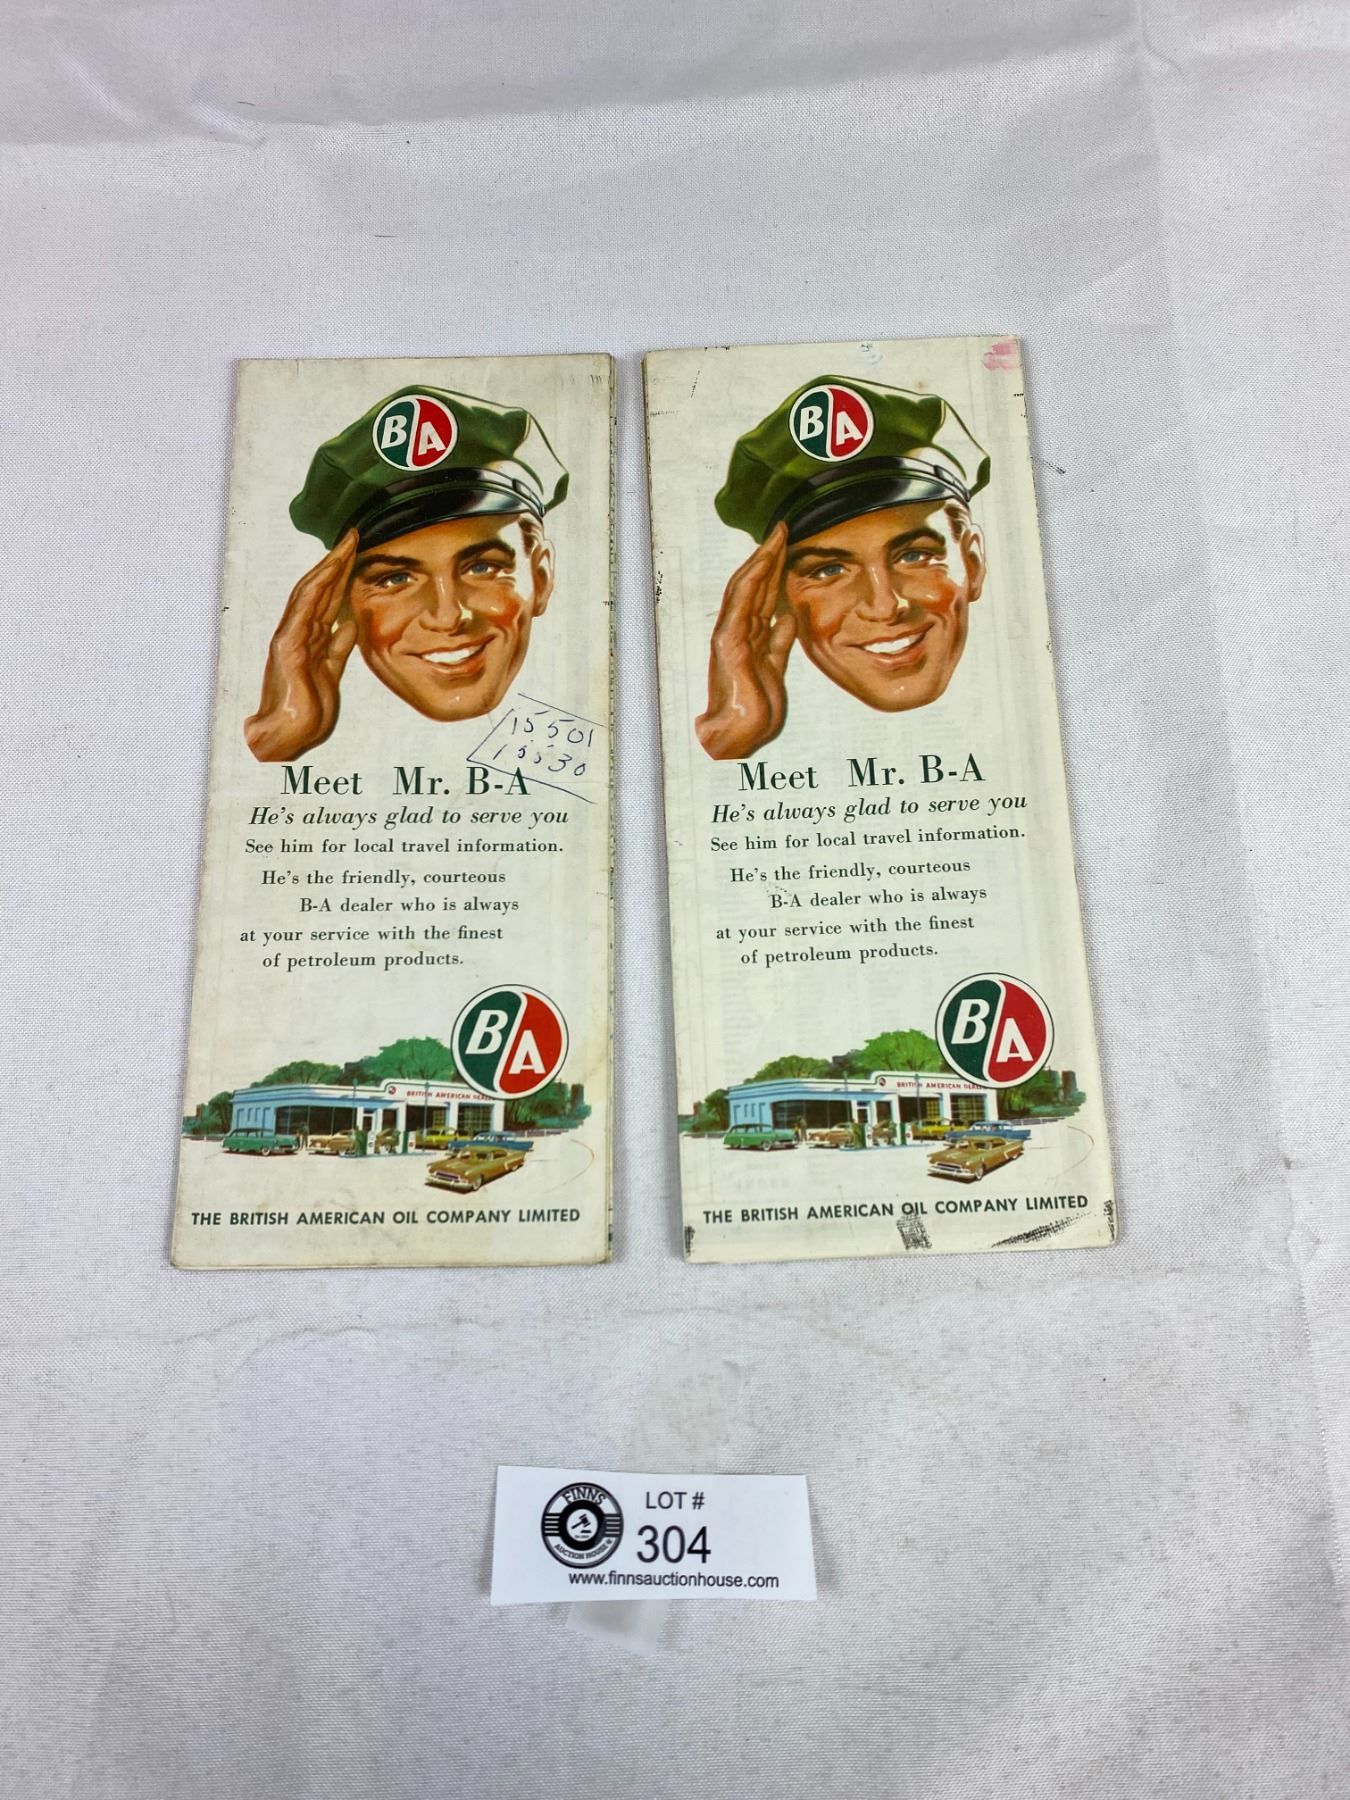 BA
15501
15530
Meet Mr. B-A
He's always glad to serve you
See him for local travel information.
He's the friendly, courteous
B-A dealer who is always
at your service with the finest
of petroleum products.
BA
BRITISH AMERICAN
THE BRITISH AMERICAN OIL COMPANY LIMITED
BA
Meet Mr. B-A
He's always glad to serve you
See him for local travel information.
He's the friendly, courteous
B-A dealer who is always
at your service with the finest
of petroleum products.
BA
BRITISH AMERICAN
THE BRITISH AMERICAN OIL COMPANY LIMITED
FINNS
AUCTION HOUSE
LOT #
304
www.finnsauctionhouse.com